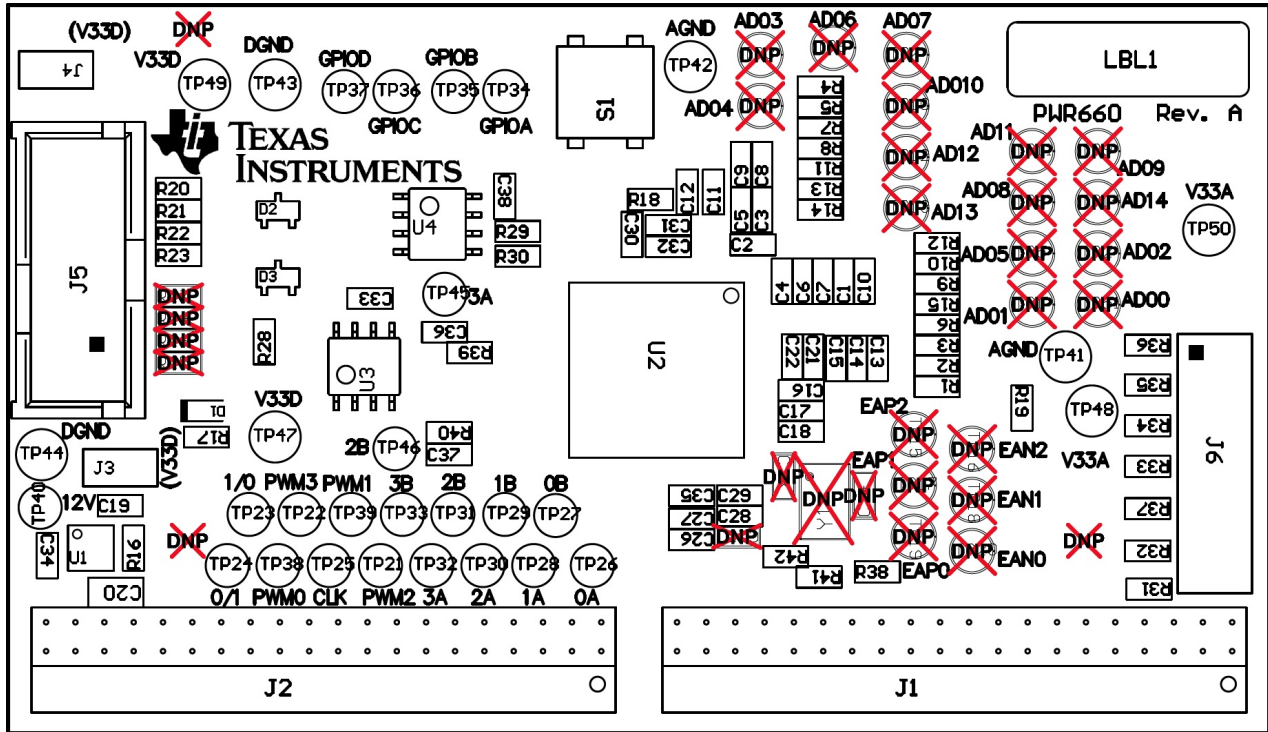 (V33D)
DNP
J4
V33D
TP49
DGND
TP43
GPIOD
TP37
TP36
GPIOC
GPIOB
TP35
TP34
GPIOA
S1
AGND
TP42
AD03
DNP
AD06
DNP
AD07
DNP
LBL1
AD04
DNP
R4
R5
R7
R8
R11
R13
R14
DNP
AD010
PWR660 Rev. A
TEXAS
INSTRUMENTS
DNP
AD12
DNP
AD13
AD11
DNP
DNP
AD09
AD08
DNP
DNP
AD14
AD05
DNP
DNP
AD02
AD01
DNP
DNP
AD00
V33A
TP50
J5
R20
R21
R22
R23
D2
D3
DNP
DNP
DNP
DNP
U4
C38
R29
R30
TP45
3A
C33
C36
R39
R28
U3
R18
C30
C31
C32
C12
C11
C9
C8
C5
C3
C2
C4
C6
C7
C1
C10
R12
R10
R9
R15
R6
R3
R2
R1
U2
C22
C21
C15
C14
C13
C16
C17
C18
AGND
TP41
R19
TP48
V33A
R36
R35
R34
R33
R37
R32
R31
J6
D1
R17
V33D
TP47
2B
TP46
R40
C37
DGND
TP44
J3
(V33D)
TP40
12V
C19
U1
R16
C34
C20
DNP
1/0 PWM3 PWM1 3B 2B 1B 0B
TP23 TP22 TP39 TP33 TP31 TP29 TP27
TP24 TP38 TP25 TP21 TP32 TP30 TP28 TP26
0/1 PWM0 CLK PWM2 3A 2A 1A 0A
C35
C29
C27
C28
C26
DNP
DNP
DNP
Y1
DNP
R42
R41
R38
EAP2
DNP
EAP1
DNP
DNP
EAP0
DNP
EAN2
DNP
EAN1
DNP
EAN0
DNP
J2
J1